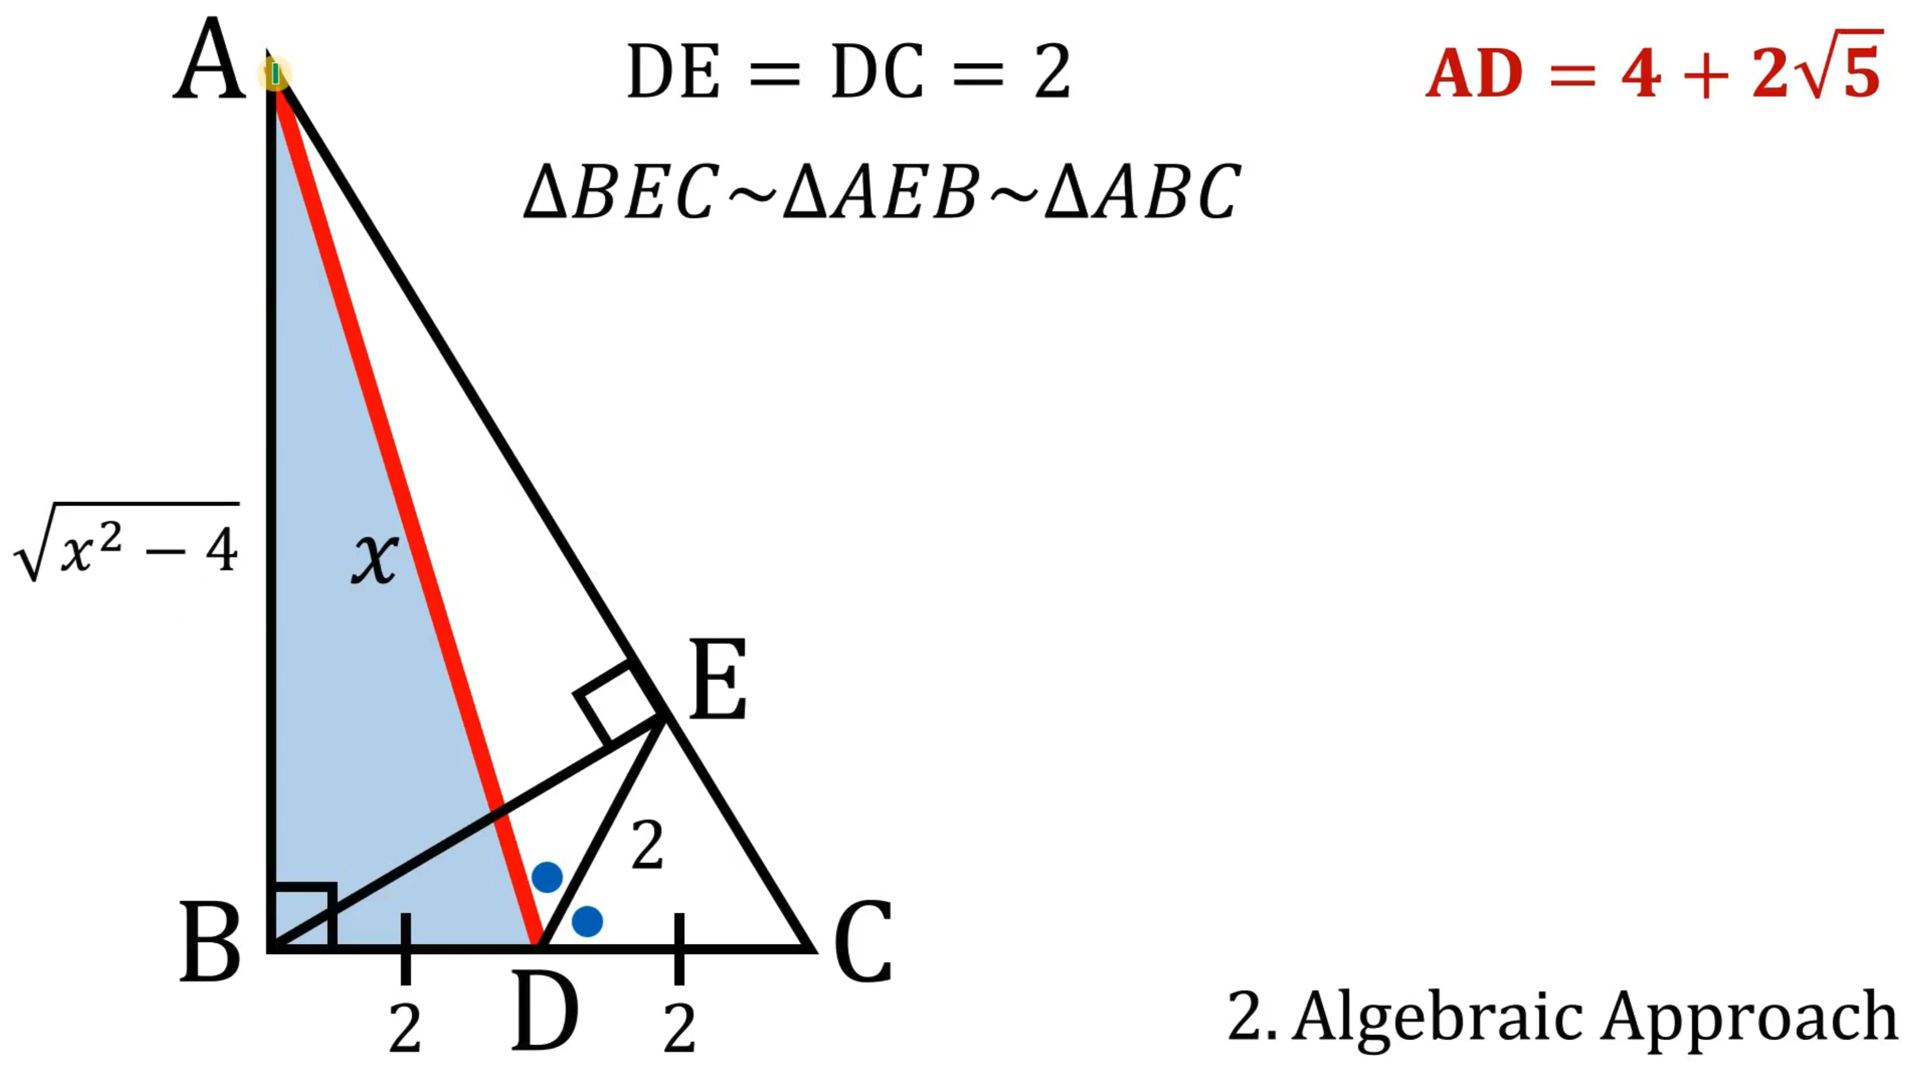 A
DE = DC = 2
AD = 4 + 2√5
ΔBEC~ΔAEB~ΔABC
√x² − 4
x
E
2
B
C
D
2
2
2. Algebraic Approach